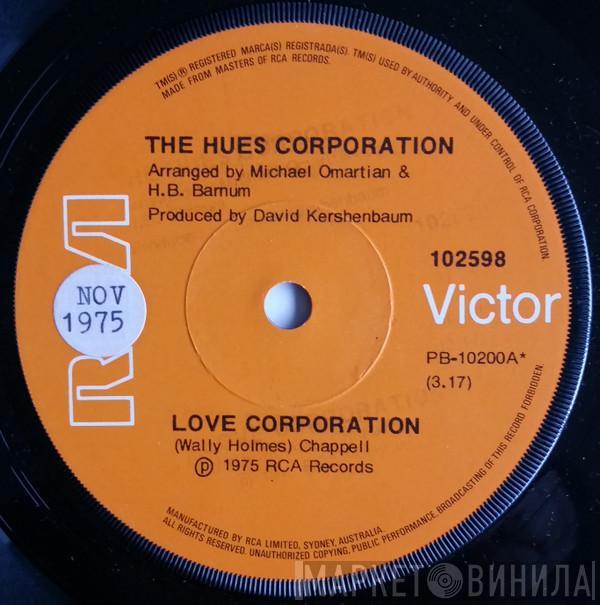 TM(S) ® REGISTERED MARCA(S) REGISTRADA(S). TM(S) USED BY AUTHORITY AND UNDER CONTROL OF RCA CORPORATION.
MADE FROM MASTERS OF RCA RECORDS.
THE HUES CORPORATION
Arranged by Michael Omartian &
H.B. Barnum
Produced by David Kershenbaum
RCA
NOV
1975
102598
Victor
PB-10200A*
(3.17)
LOVE CORPORATION
(Wally Holmes) Chappell
℗ 1975 RCA Records
MANUFACTURED BY RCA LIMITED, SYDNEY, AUSTRALIA.
ALL RIGHTS RESERVED. UNAUTHORIZED COPYING, PUBLIC PERFORMANCE, BROADCASTING OF THIS RECORD FORBIDDEN.
МАРКЕТ ВИНИЛА